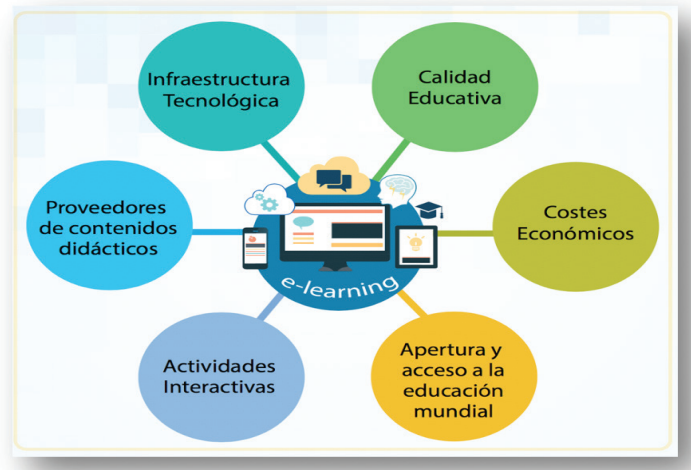 Infraestructura
Tecnológica
Calidad
Educativa
Proveedores
de contenidos
didácticos
Costes
Económicos
e-learning
Actividades
Interactivas
Apertura y
acceso a la
educación
mundial